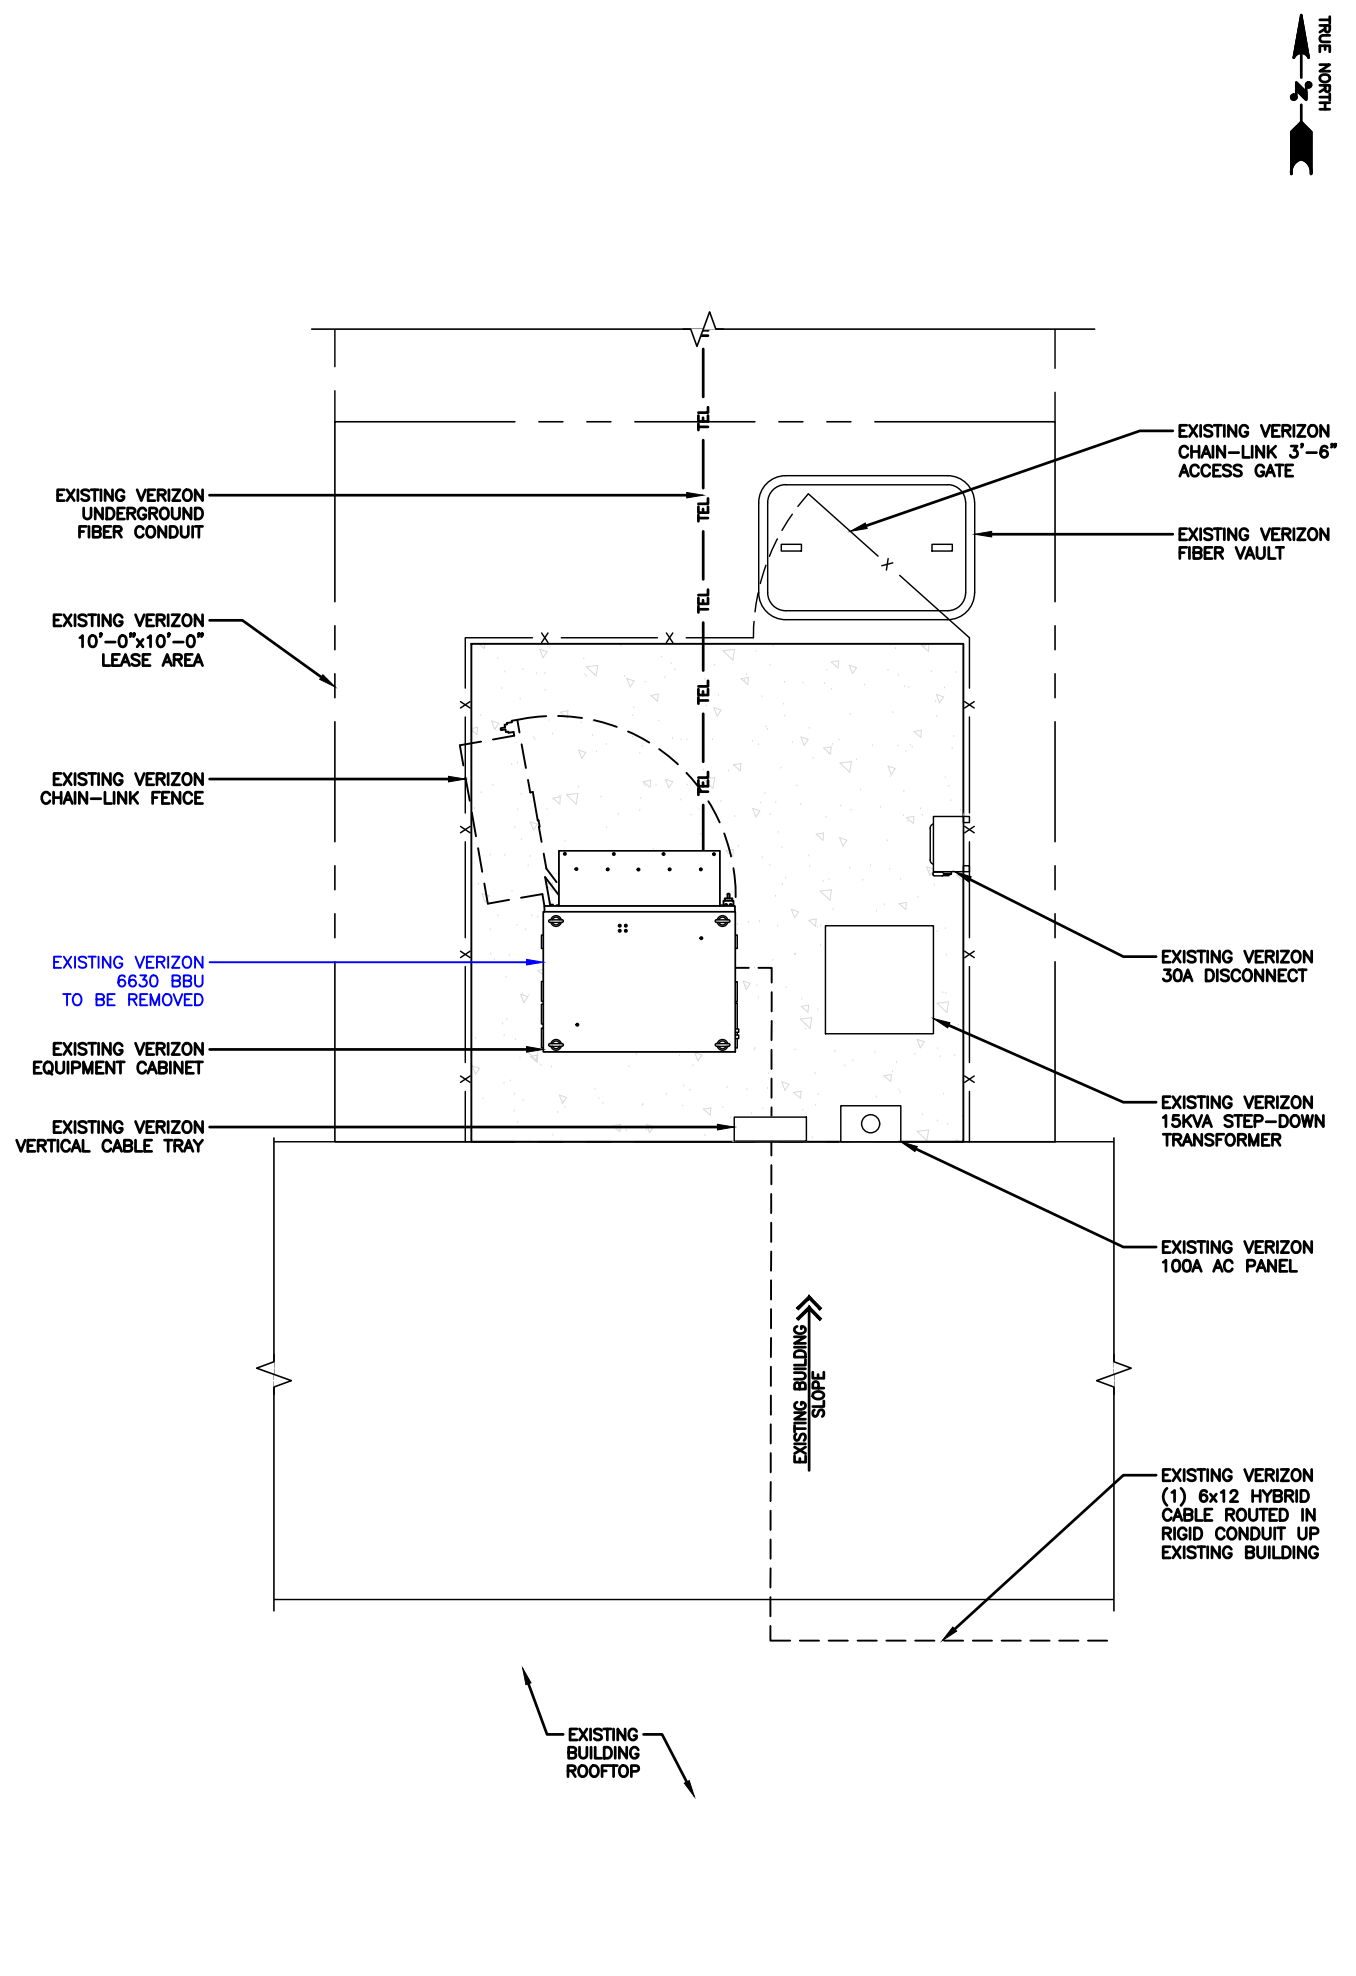 TRUE NORTH
N
TEL
TEL
TEL
TEL
TEL
EXISTING VERIZON
CHAIN-LINK 3'-6"
ACCESS GATE
EXISTING VERIZON
UNDERGROUND
FIBER CONDUIT
EXISTING VERIZON
FIBER VAULT
EXISTING VERIZON
10'-0"x10'-0"
LEASE AREA
EXISTING VERIZON
CHAIN-LINK FENCE
EXISTING VERIZON
6630 BBU
TO BE REMOVED
EXISTING VERIZON
30A DISCONNECT
EXISTING VERIZON
EQUIPMENT CABINET
EXISTING VERIZON
15KVA STEP-DOWN
TRANSFORMER
EXISTING VERIZON
VERTICAL CABLE TRAY
EXISTING VERIZON
100A AC PANEL
EXISTING BUILDING
SLOPE
EXISTING VERIZON
(1) 6x12 HYBRID
CABLE ROUTED IN
RIGID CONDUIT UP
EXISTING BUILDING
EXISTING
BUILDING
ROOFTOP